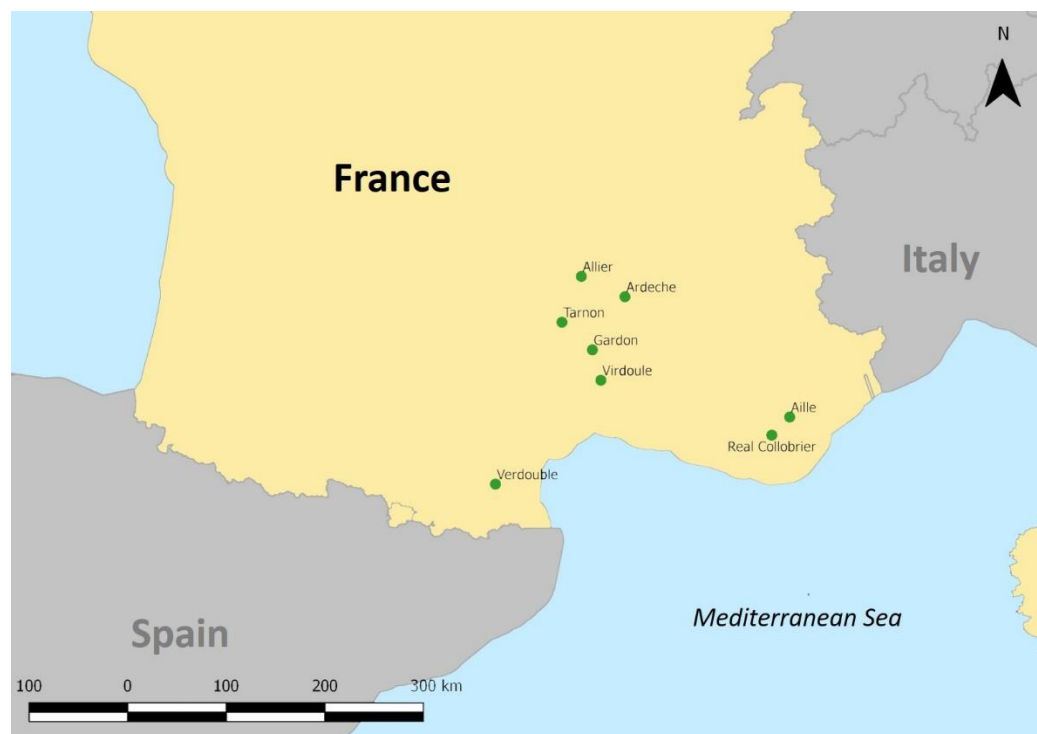 N
France
Italy
Allier
Ardeche
Tarnon
Gardon
Virdoule
Aille
Real Collobrier
Verdouble
Mediterranean Sea
Spain
100 0 100 200 300 km